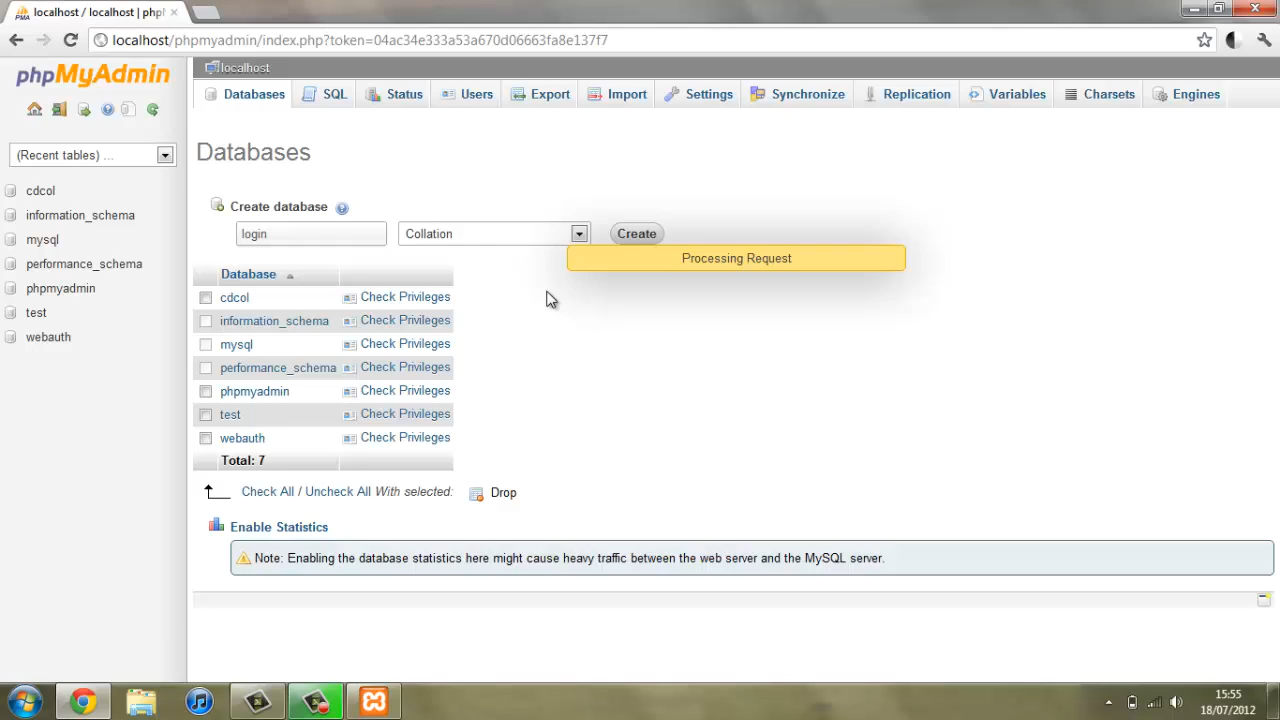 localhost / localhost | phpl
localhost/phpmyadmin/index.php?token=04ac34e333a53a670d06663fa8e137f7
phpMyAdmin
localhost
Databases SQL Status Users Export Import Settings Synchronize Replication Variables Charsets Engines
(Recent tables) ...
cdcol
information_schema
mysql
performance_schema
phpmyadmin
test
webauth
Databases
Create database
login Collation Create
Processing Request
Database
cdcol Check Privileges
information_schema Check Privileges
mysql Check Privileges
performance_schema Check Privileges
phpmyadmin Check Privileges
test Check Privileges
webauth Check Privileges
Total: 7
Check All / Uncheck All With selected: Drop
Enable Statistics
Note: Enabling the database statistics here might cause heavy traffic between the web server and the MySQL server.
15:55
18/07/2012